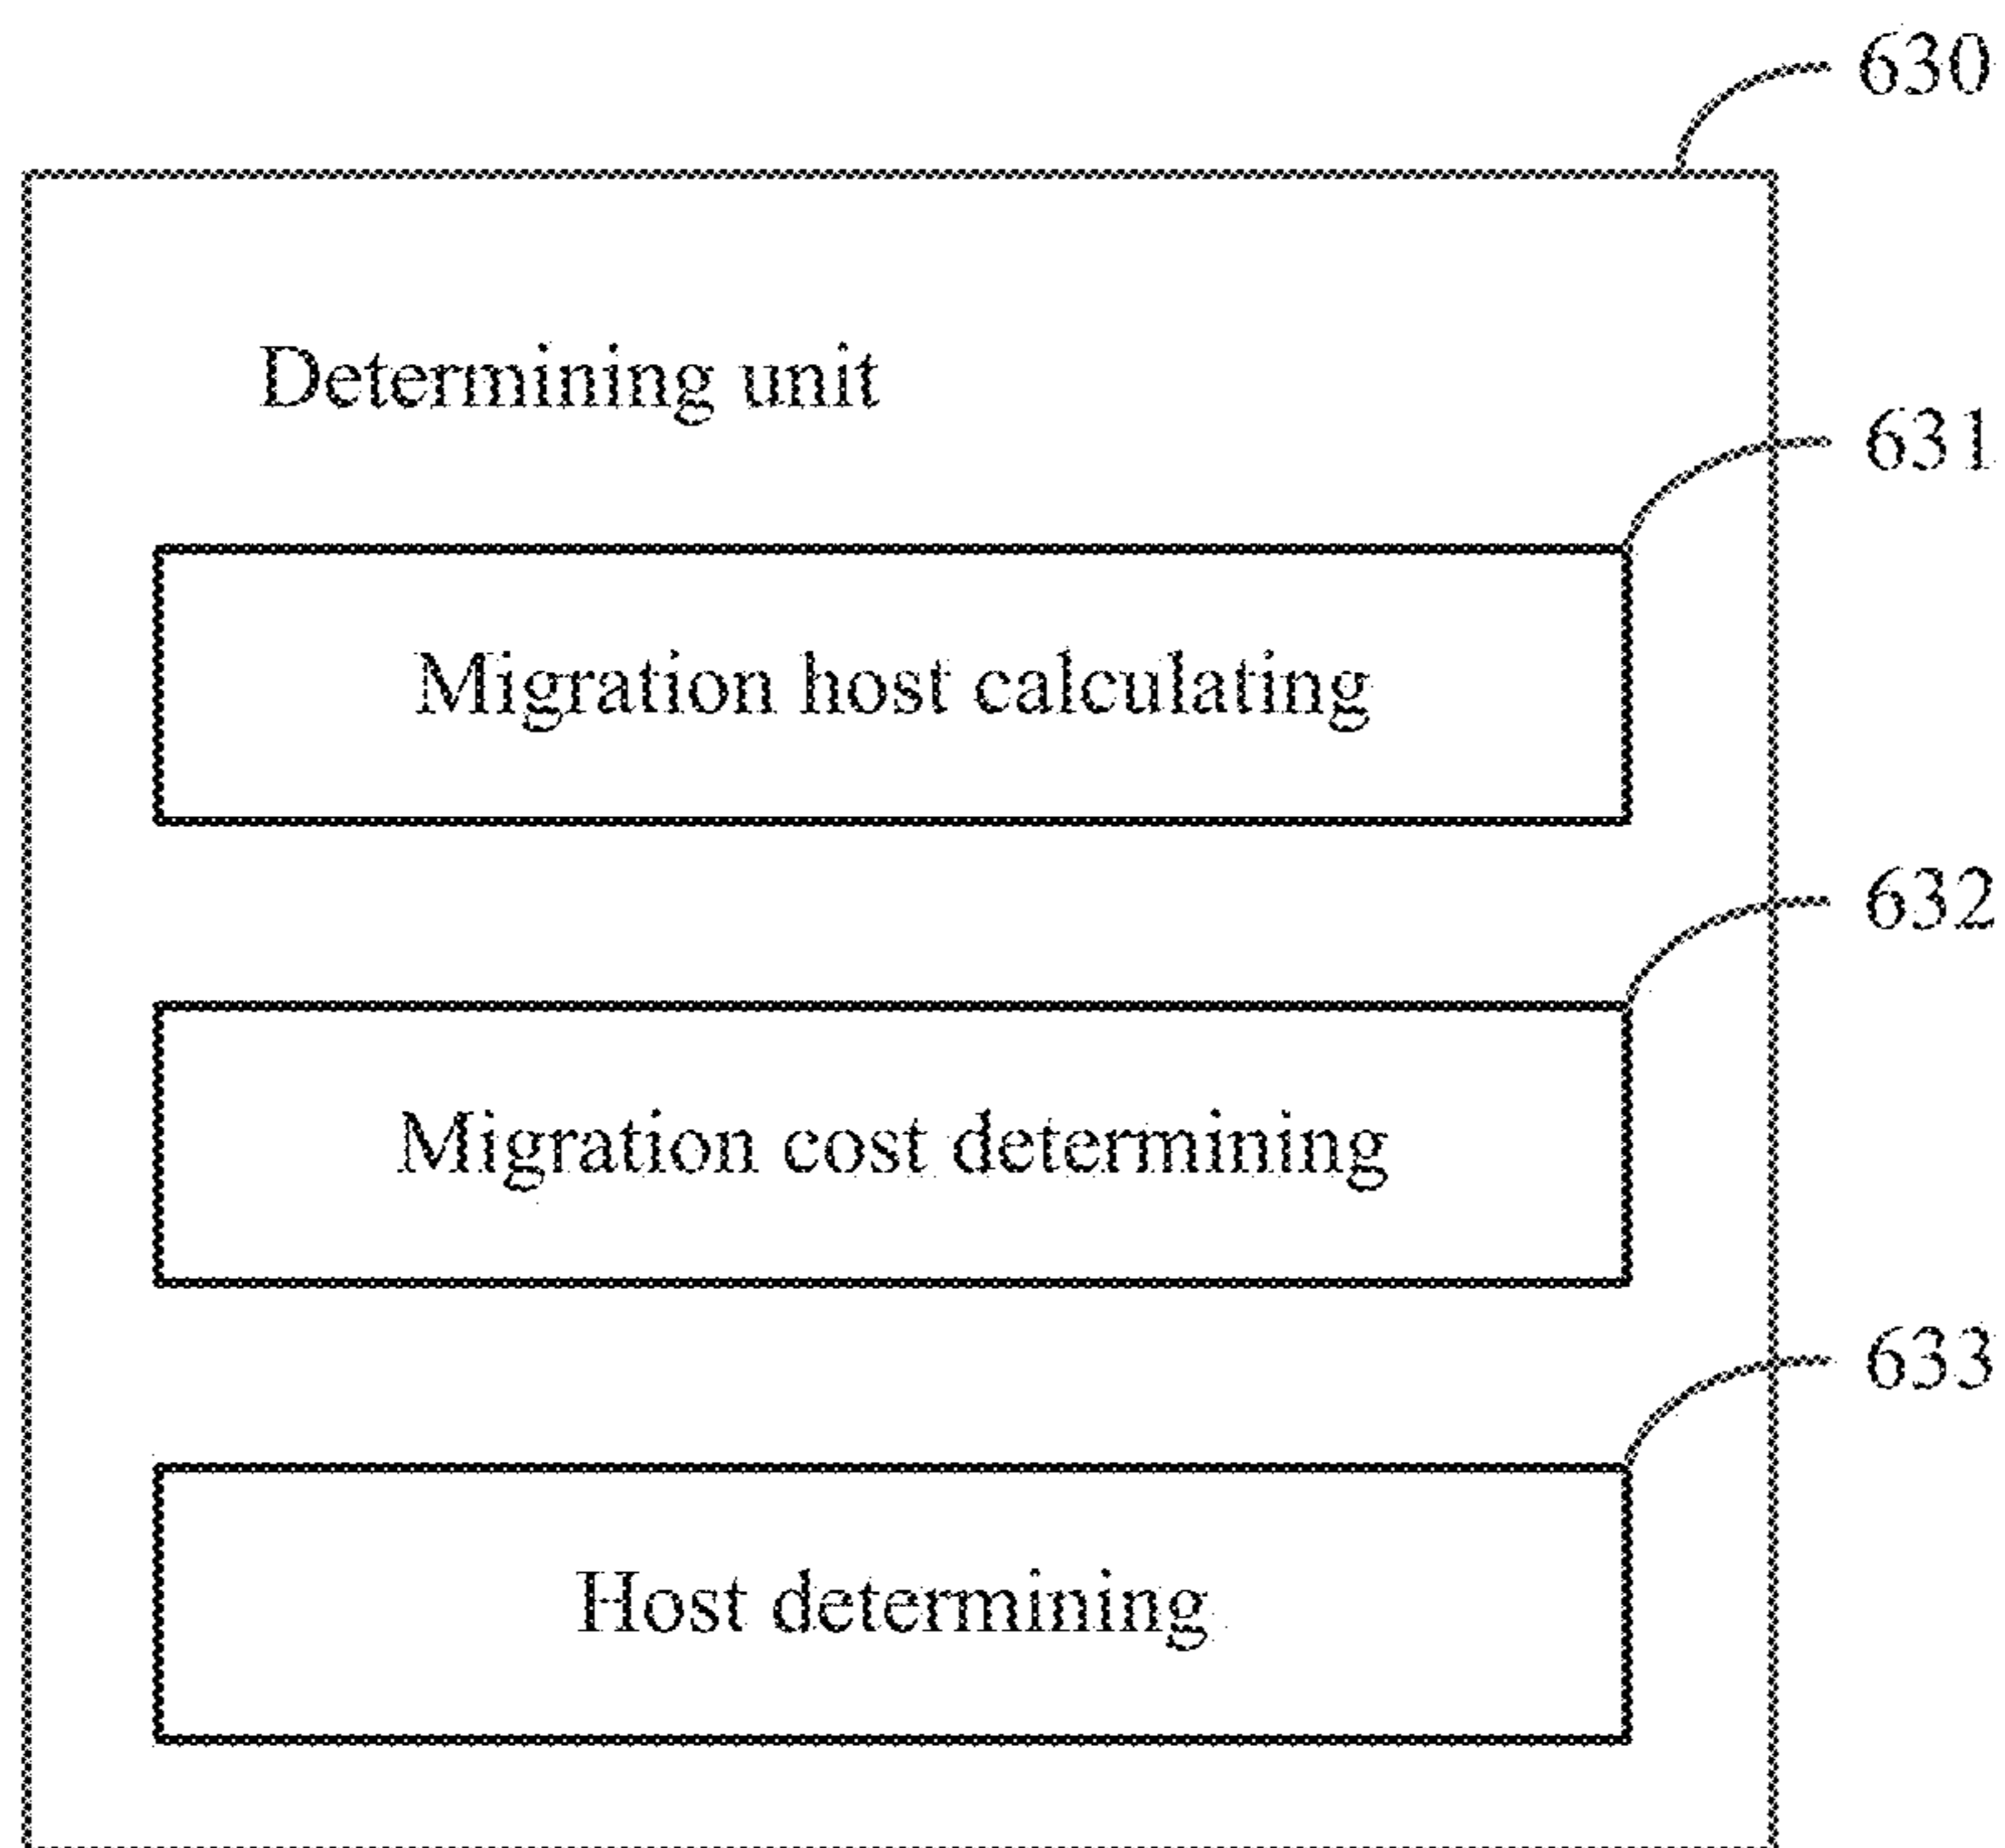 630
Determining unit
631
Migration host calculating
632
Migration cost determining
633
Host determining